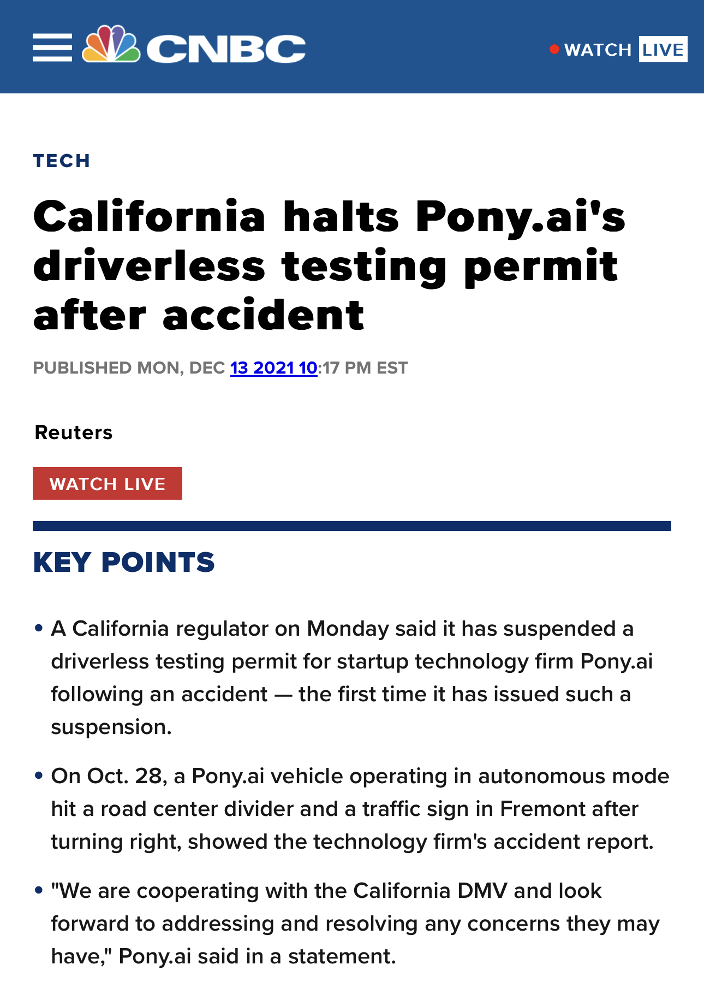 CNBC
WATCH LIVE
TECH
California halts Pony.ai's
driverless testing permit
after accident
PUBLISHED MON, DEC 13 2021 10:17 PM EST
Reuters
WATCH LIVE
KEY POINTS
• A California regulator on Monday said it has suspended a
driverless testing permit for startup technology firm Pony.ai
following an accident — the first time it has issued such a
suspension.
• On Oct. 28, a Pony.ai vehicle operating in autonomous mode
hit a road center divider and a traffic sign in Fremont after
turning right, showed the technology firm's accident report.
• "We are cooperating with the California DMV and look
forward to addressing and resolving any concerns they may
have," Pony.ai said in a statement.